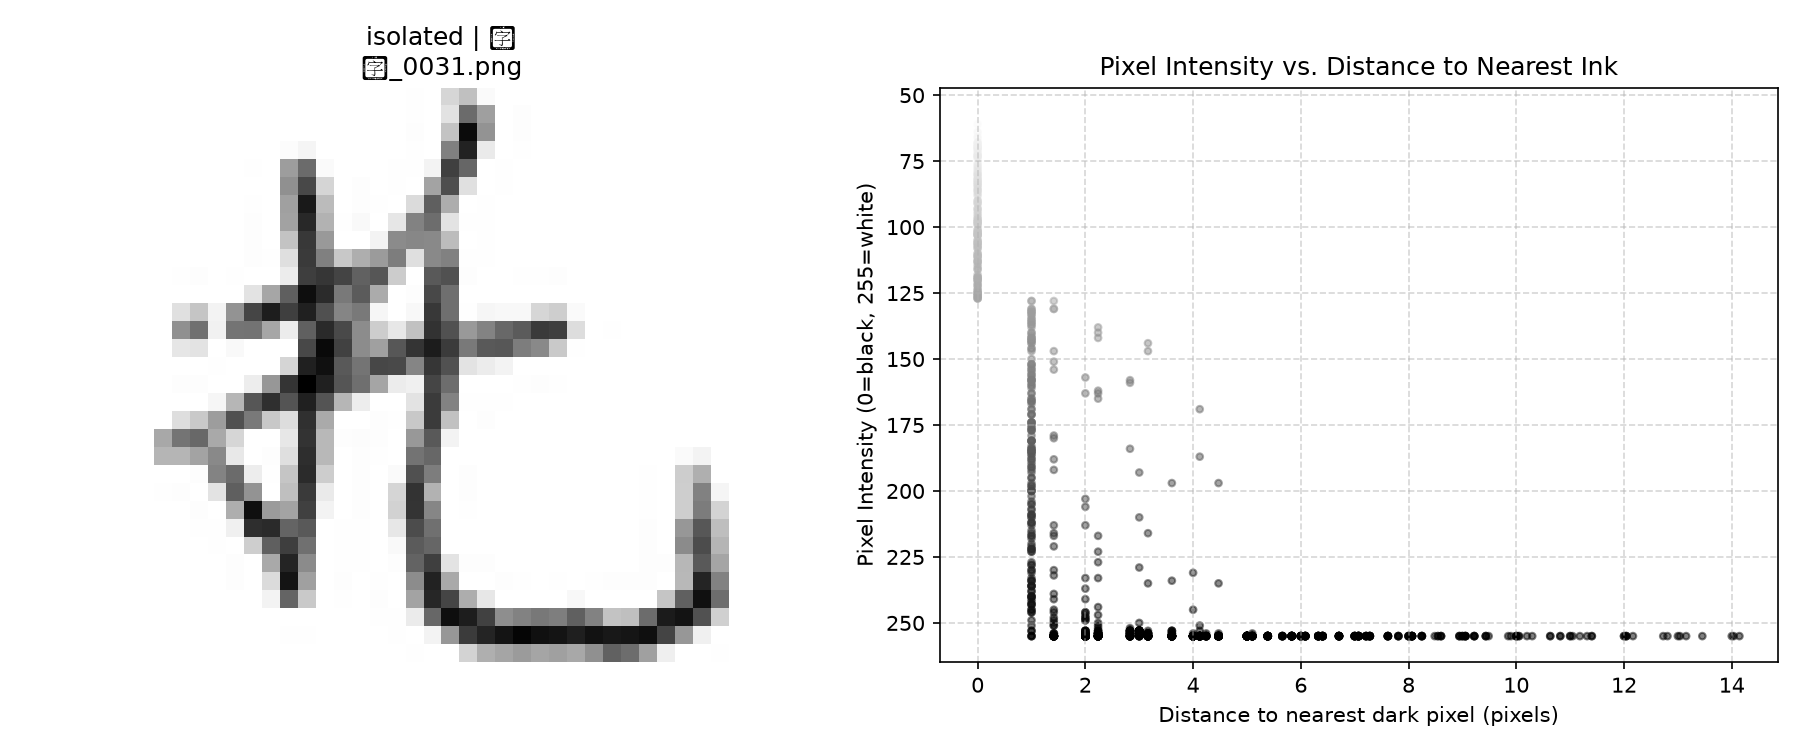 isolated |
_0031.png
托
Pixel Intensity vs. Distance to Nearest Ink
50
75
100
125
150
175
200
225
250
Pixel Intensity (0=black, 255=white)
0 2 4 6 8 10 12 14
Distance to nearest dark pixel (pixels)